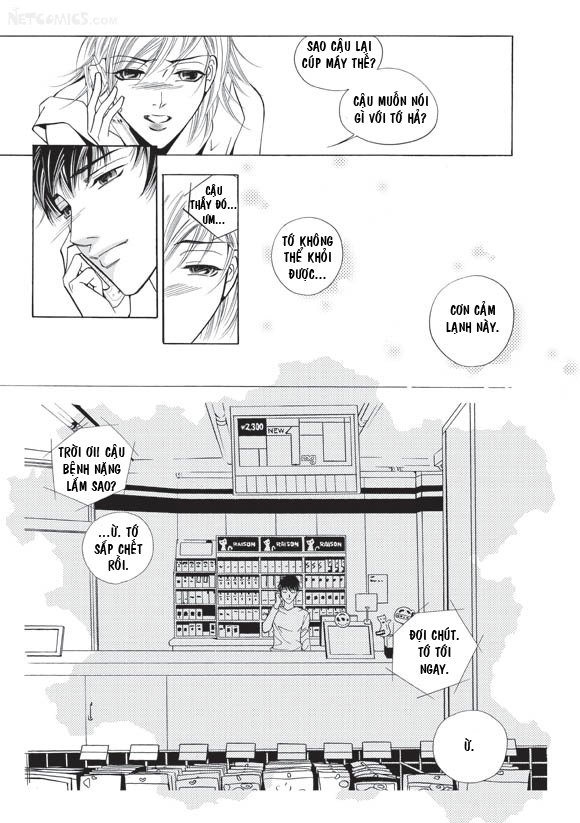 NETCOMICS.COM
SAO CẬU LẠI
CÚP MÁY THẾ?
CẬU MUỐN NÓI
GÌ VỚI TỚ HẢ?
CẬU
THẤY ĐÓ...
ƯM...
TỚ KHÔNG
THỂ KHỎI
ĐƯỢC...
CƠN CẢM
LẠNH NÀY.
₩2,300
NEW
TRỜI ƠI! CẬU
BỆNH NẶNG
LẮM SAO?
...Ừ. TỚ
SẮP CHẾT
RỒI.
RAISON
RAISON
RAISON
ĐỢI CHÚT.
TỚ TỚI
NGAY.
Ừ.